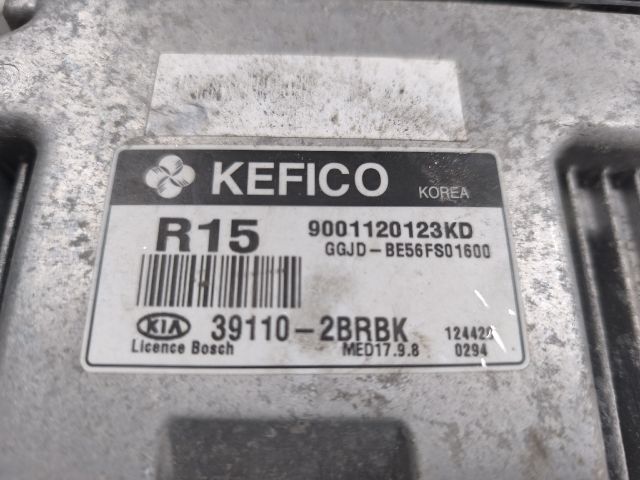 KEFICO KOREA
R15 9001120123KD
GGJD-BE56FS01600
KIA 39110-2BRBK
Licence Bosch MED17.9.8 0294